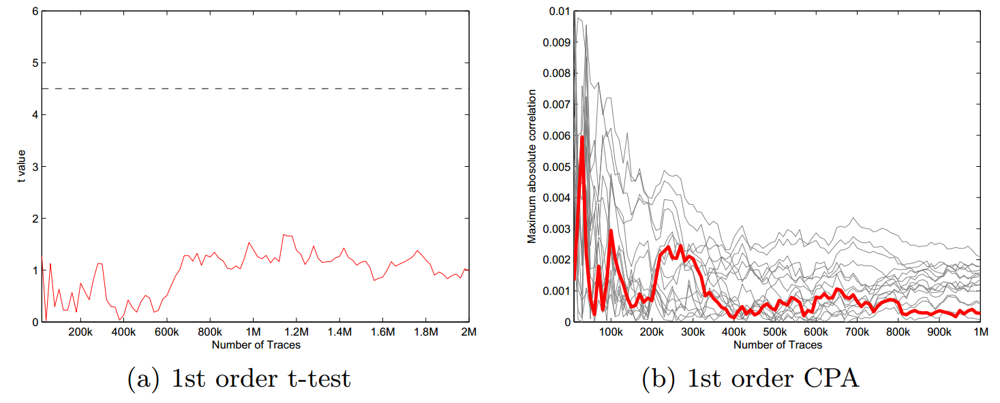 6
5
4
3
2
1
0
t value
200k 400k 600k 800k 1M 1.2M 1.4M 1.6M 1.8M 2M
Number of Traces
(a) 1st order t-test
0.01
0.009
0.008
0.007
0.006
0.005
0.004
0.003
0.002
0.001
0
Maximum abosolute correlation
100k 200k 300k 400k 500k 600k 700k 800k 900k 1M
Number of Traces
(b) 1st order CPA